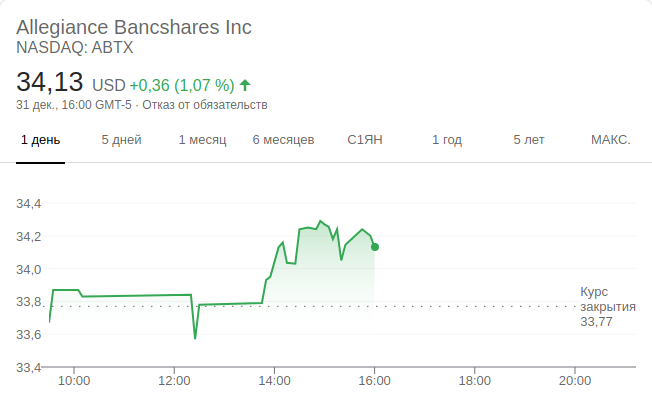 Allegiance Bancshares Inc
NASDAQ: ABTX
34,13 USD +0,36 (1,07 %)
31 дек., 16:00 GMT-5 · Отказ от обязательств
1 день 5 дней 1 месяц 6 месяцев С1ЯН 1 год 5 лет МАКС.
34,4
34,2
34,0
33,8
33,6
33,4
Курс
закрытия
33,77
10:00 12:00 14:00 16:00 18:00 20:00